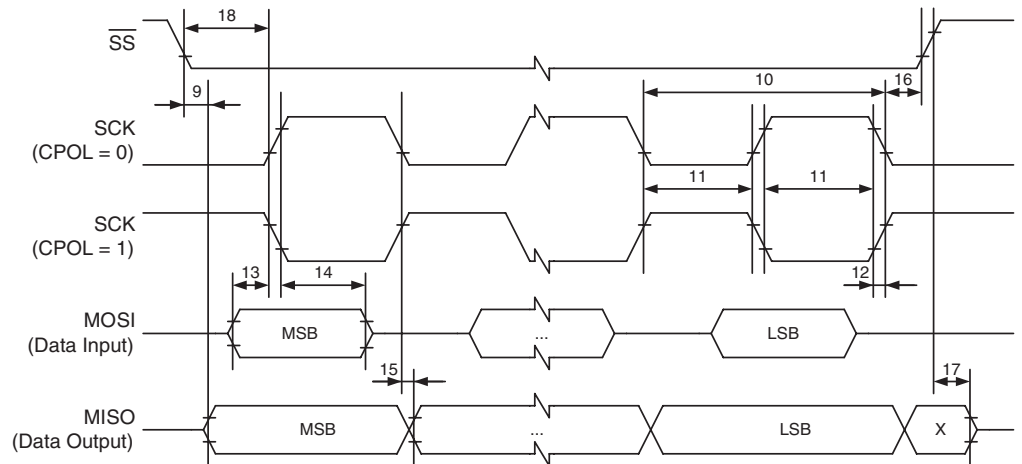 18
SS
9
10
16
SCK
(CPOL = 0)
11
11
SCK
(CPOL = 1)
13
14
12
MOSI
(Data Input)
MSB
...
LSB
15
17
MISO
(Data Output)
MSB
...
LSB
X